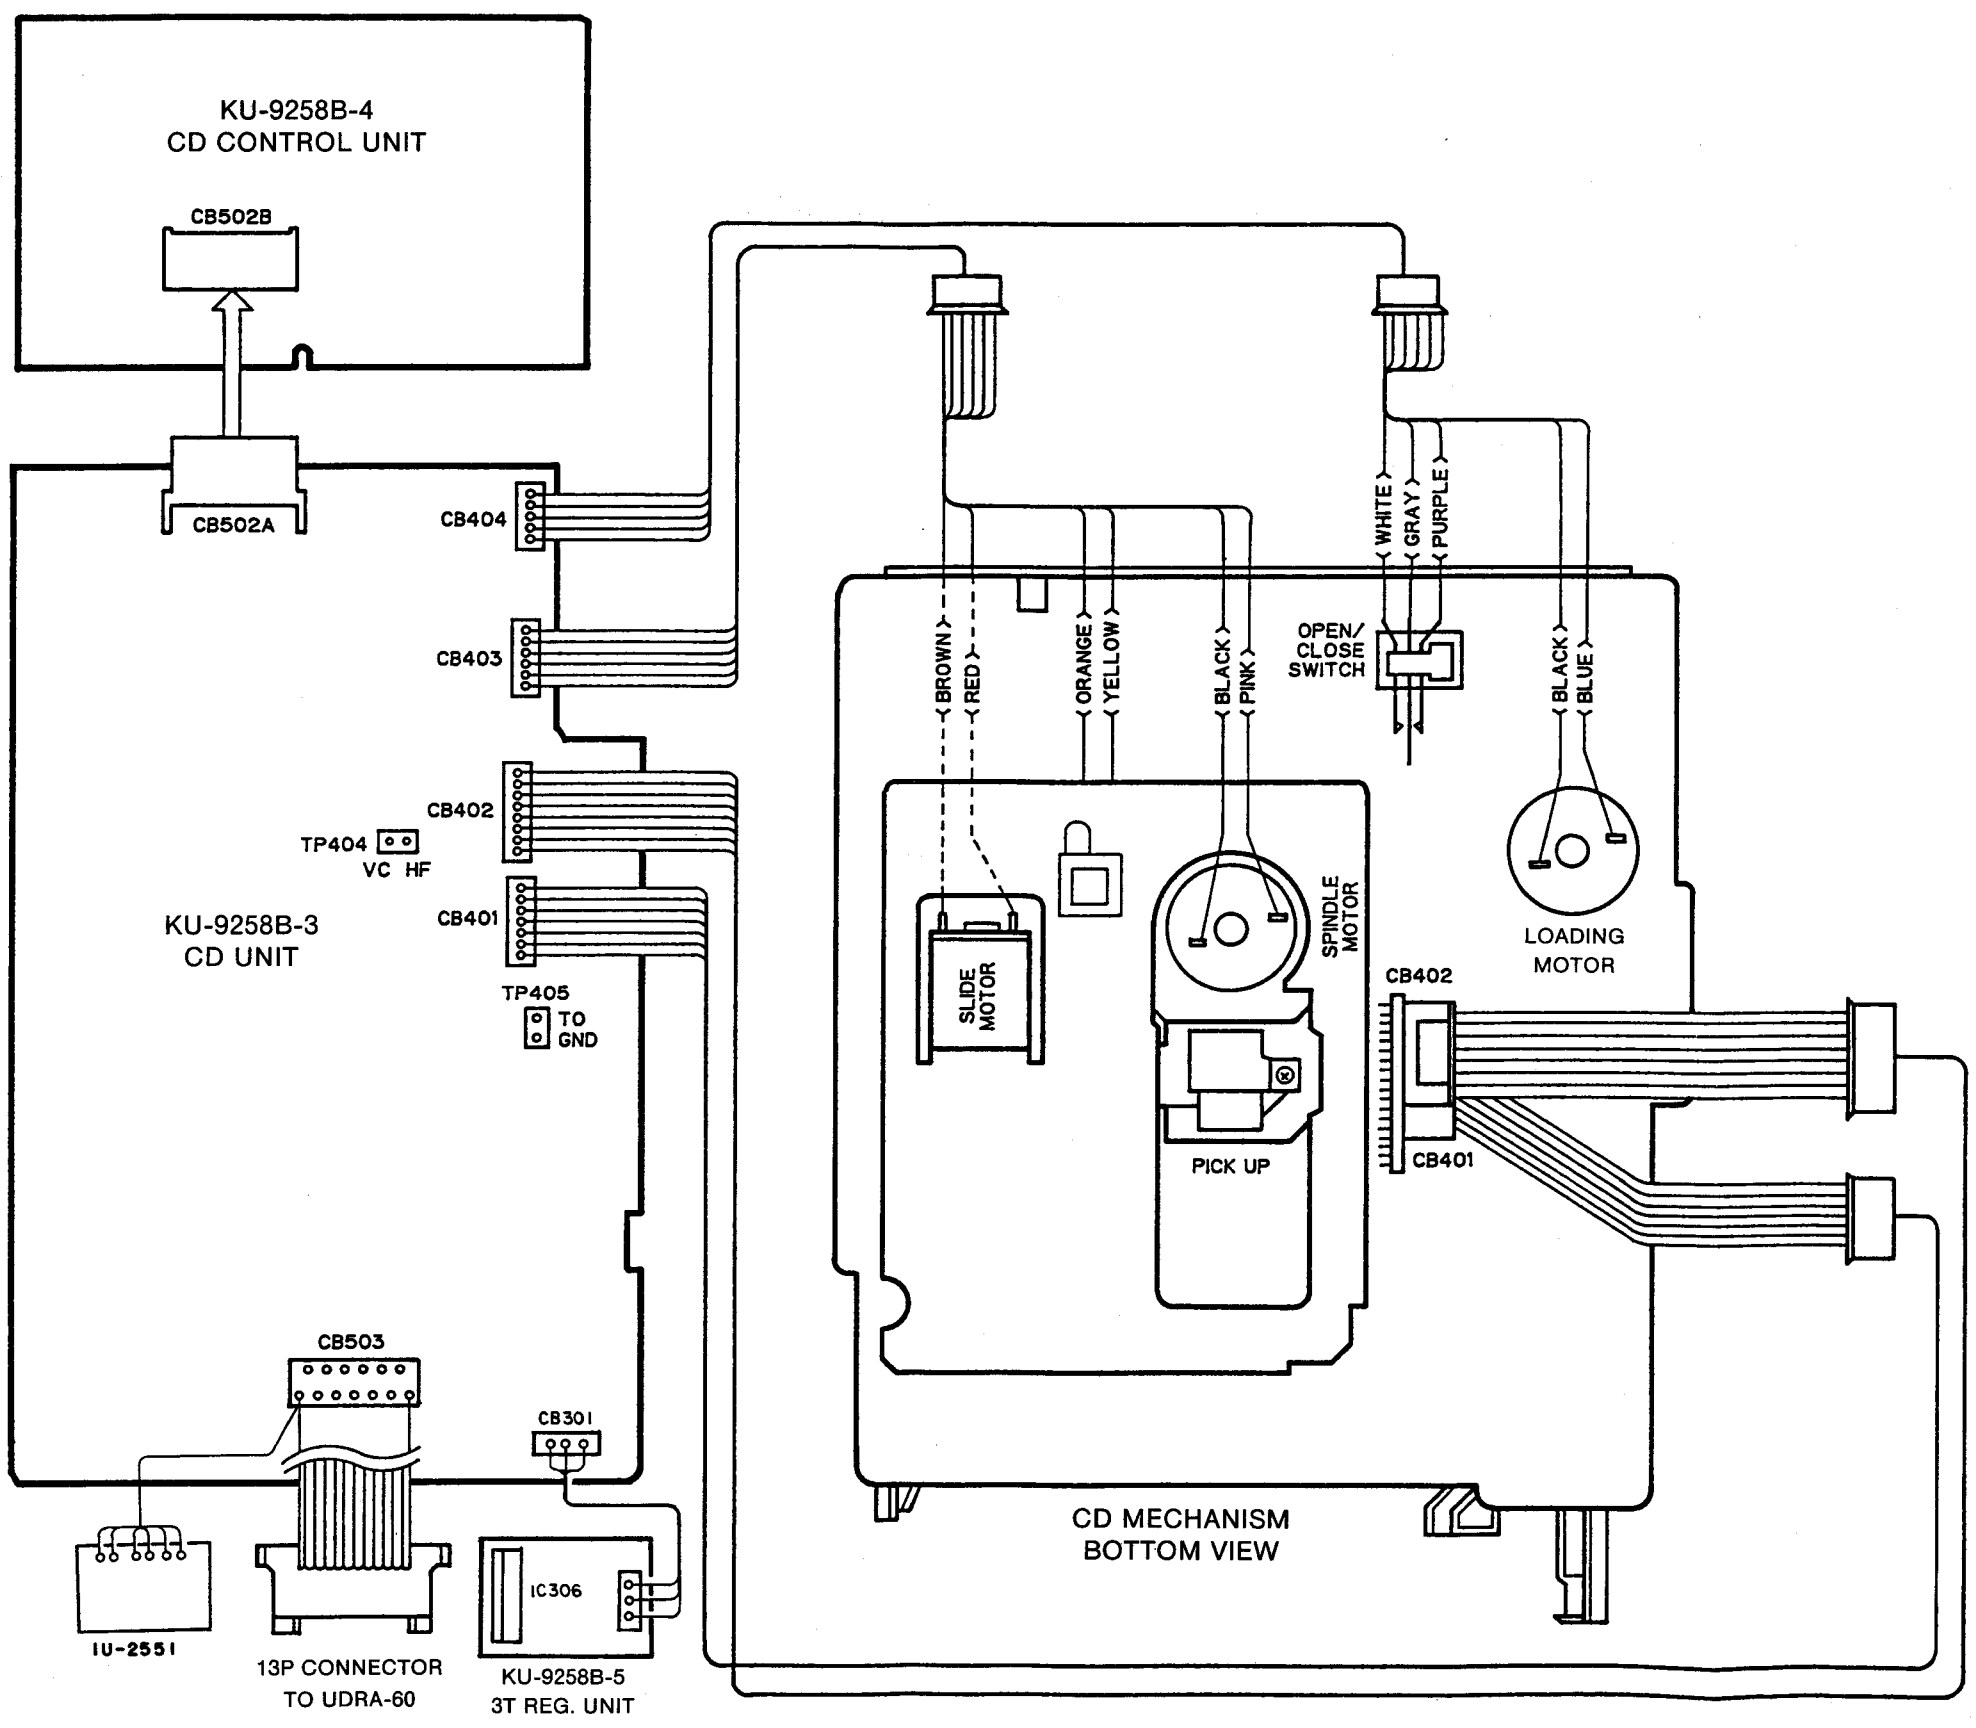 KU-9258B-4
CD CONTROL UNIT
CB502B
CB502A
CB404
CB403
CB402
TP404
VC HF
CB401
KU-9258B-3
CD UNIT
TP405
TO
GND
CB503
CB301
IU-2551
13P CONNECTOR
TO UDRA-60
IC306
KU-9258B-5
3T REG. UNIT
BROWN
RED
ORANGE
YELLOW
BLACK
PINK
WHITE
GRAY
PURPLE
OPEN/
CLOSE
SWITCH
BLACK
BLUE
SLIDE
MOTOR
SPINDLE
MOTOR
LOADING
MOTOR
PICK UP
CB402
CB401
CD MECHANISM
BOTTOM VIEW